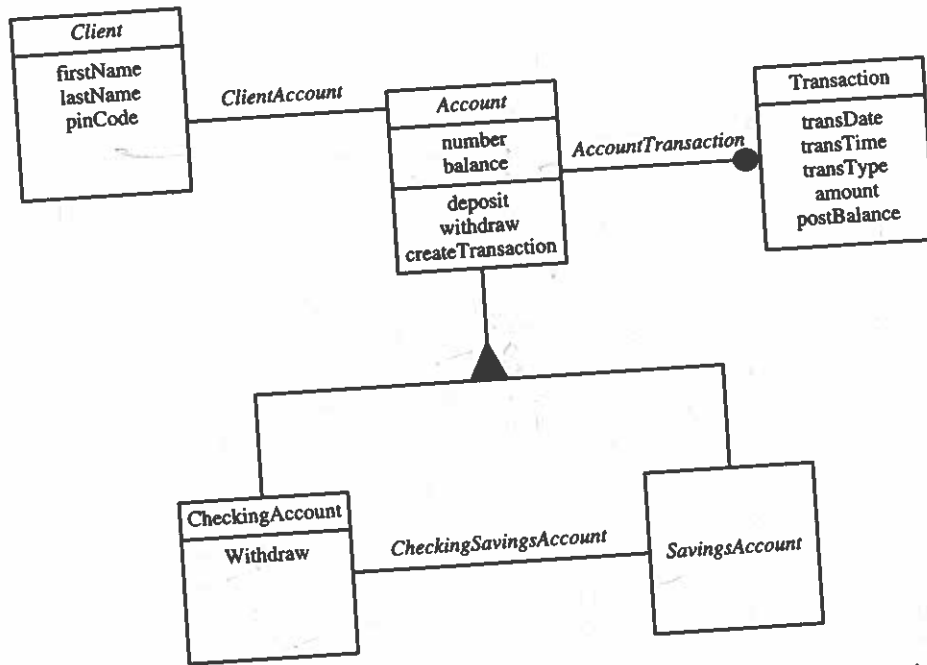 Client
firstName
lastName
pinCode
ClientAccount
Account
number
balance
deposit
withdraw
createTransaction
AccountTransaction
Transaction
transDate
transTime
transType
amount
postBalance
CheckingAccount
Withdraw
CheckingSavingsAccount
SavingsAccount